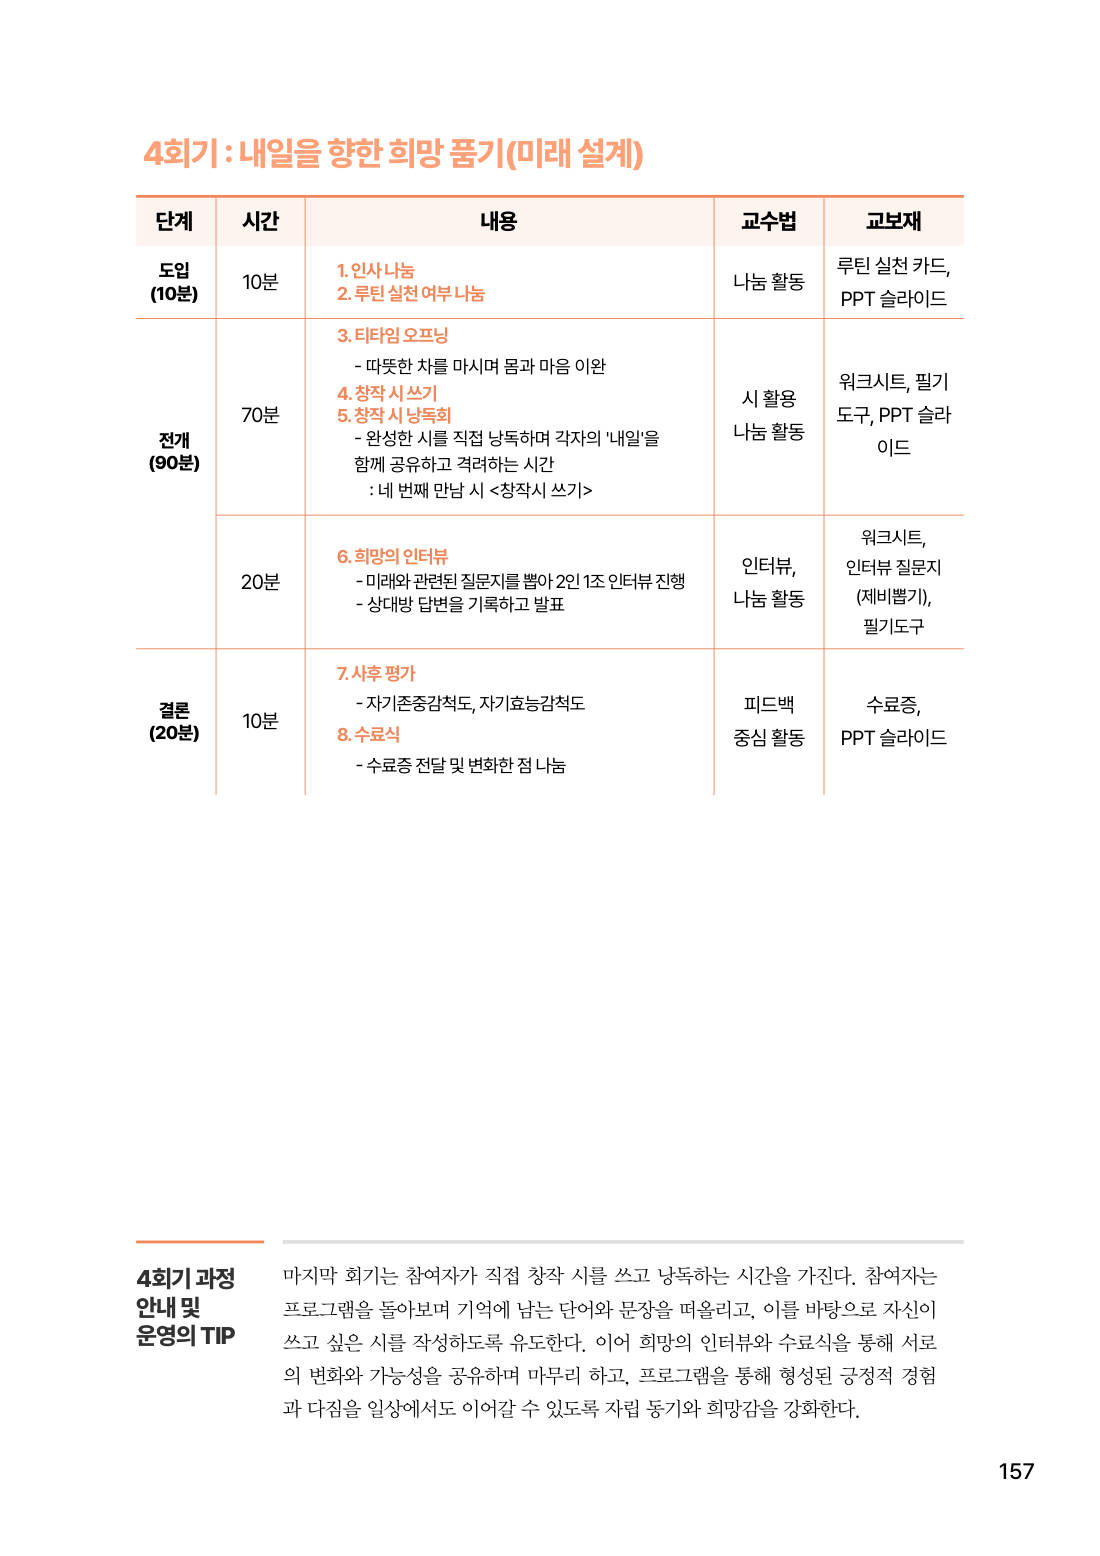 4회기 : 내일을 향한 희망 품기(미래 설계)
단계 시간 내용 교수법 교보재
도입
(10분)
10분
1. 인사 나눔
2. 루틴 실천 여부 나눔
나눔 활동
루틴 실천 카드,
PPT 슬라이드
전개
(90분)
70분
3. 티타임 오프닝
- 따뜻한 차를 마시며 몸과 마음 이완
4. 창작 시 쓰기
5. 창작 시 낭독회
- 완성한 시를 직접 낭독하며 각자의 '내일'을
함께 공유하고 격려하는 시간
: 네 번째 만남 시 <창작시 쓰기>
시 활용
나눔 활동
워크시트, 필기
도구, PPT 슬라
이드
20분
6. 희망의 인터뷰
- 미래와 관련된 질문지를 뽑아 2인 1조 인터뷰 진행
- 상대방 답변을 기록하고 발표
인터뷰,
나눔 활동
워크시트,
인터뷰 질문지
(제비뽑기),
필기도구
결론
(20분)
10분
7. 사후 평가
- 자기존중감척도, 자기효능감척도
8. 수료식
- 수료증 전달 및 변화한 점 나눔
피드백
중심 활동
수료증,
PPT 슬라이드
4회기 과정
안내 및
운영의 TIP
마지막 회기는 참여자가 직접 창작 시를 쓰고 낭독하는 시간을 가진다. 참여자는
프로그램을 돌아보며 기억에 남는 단어와 문장을 떠올리고, 이를 바탕으로 자신이
쓰고 싶은 시를 작성하도록 유도한다. 이어 희망의 인터뷰와 수료식을 통해 서로
의 변화와 가능성을 공유하며 마무리 하고, 프로그램을 통해 형성된 긍정적 경험
과 다짐을 일상에서도 이어갈 수 있도록 자립 동기와 희망감을 강화한다.
157